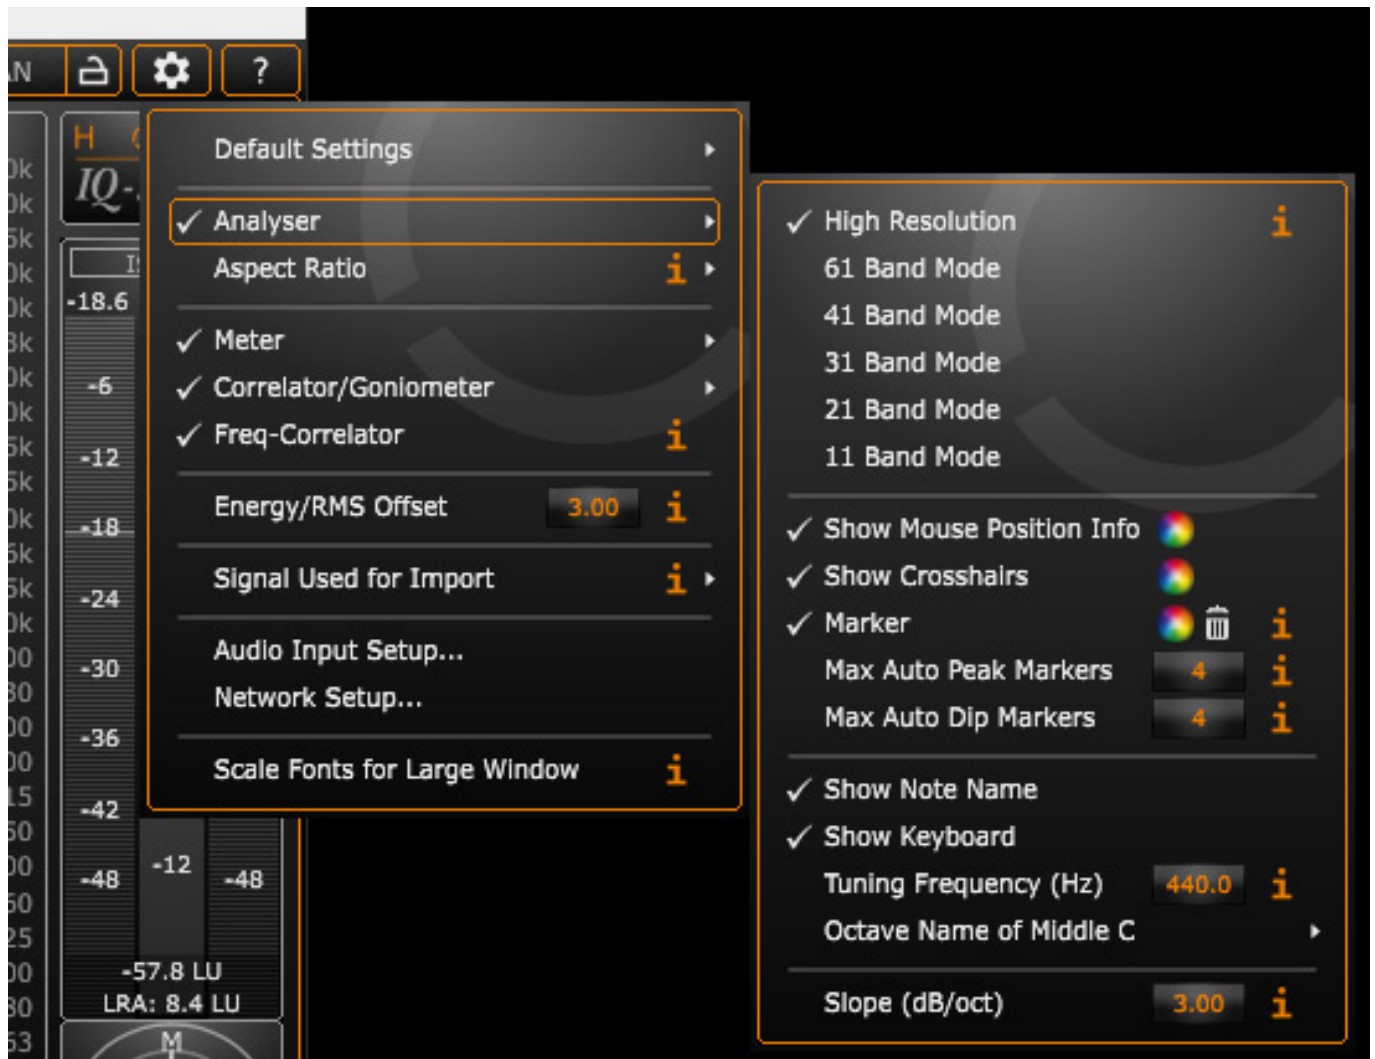 AN
?
H
IQ-
-18.6
-6
-12
-18
-24
-30
-36
-42
-48
-12
-48
-57.8 LU
LRA: 8.4 LU
M
Default Settings
Analyser
Aspect Ratio i
Meter
Correlator/Goniometer
Freq-Correlator i
Energy/RMS Offset 3.00 i
Signal Used for Import i
Audio Input Setup...
Network Setup...
Scale Fonts for Large Window i
High Resolution i
61 Band Mode
41 Band Mode
31 Band Mode
21 Band Mode
11 Band Mode
Show Mouse Position Info
Show Crosshairs
Marker i
Max Auto Peak Markers 4 i
Max Auto Dip Markers 4 i
Show Note Name
Show Keyboard
Tuning Frequency (Hz) 440.0 i
Octave Name of Middle C
Slope (dB/oct) 3.00 i